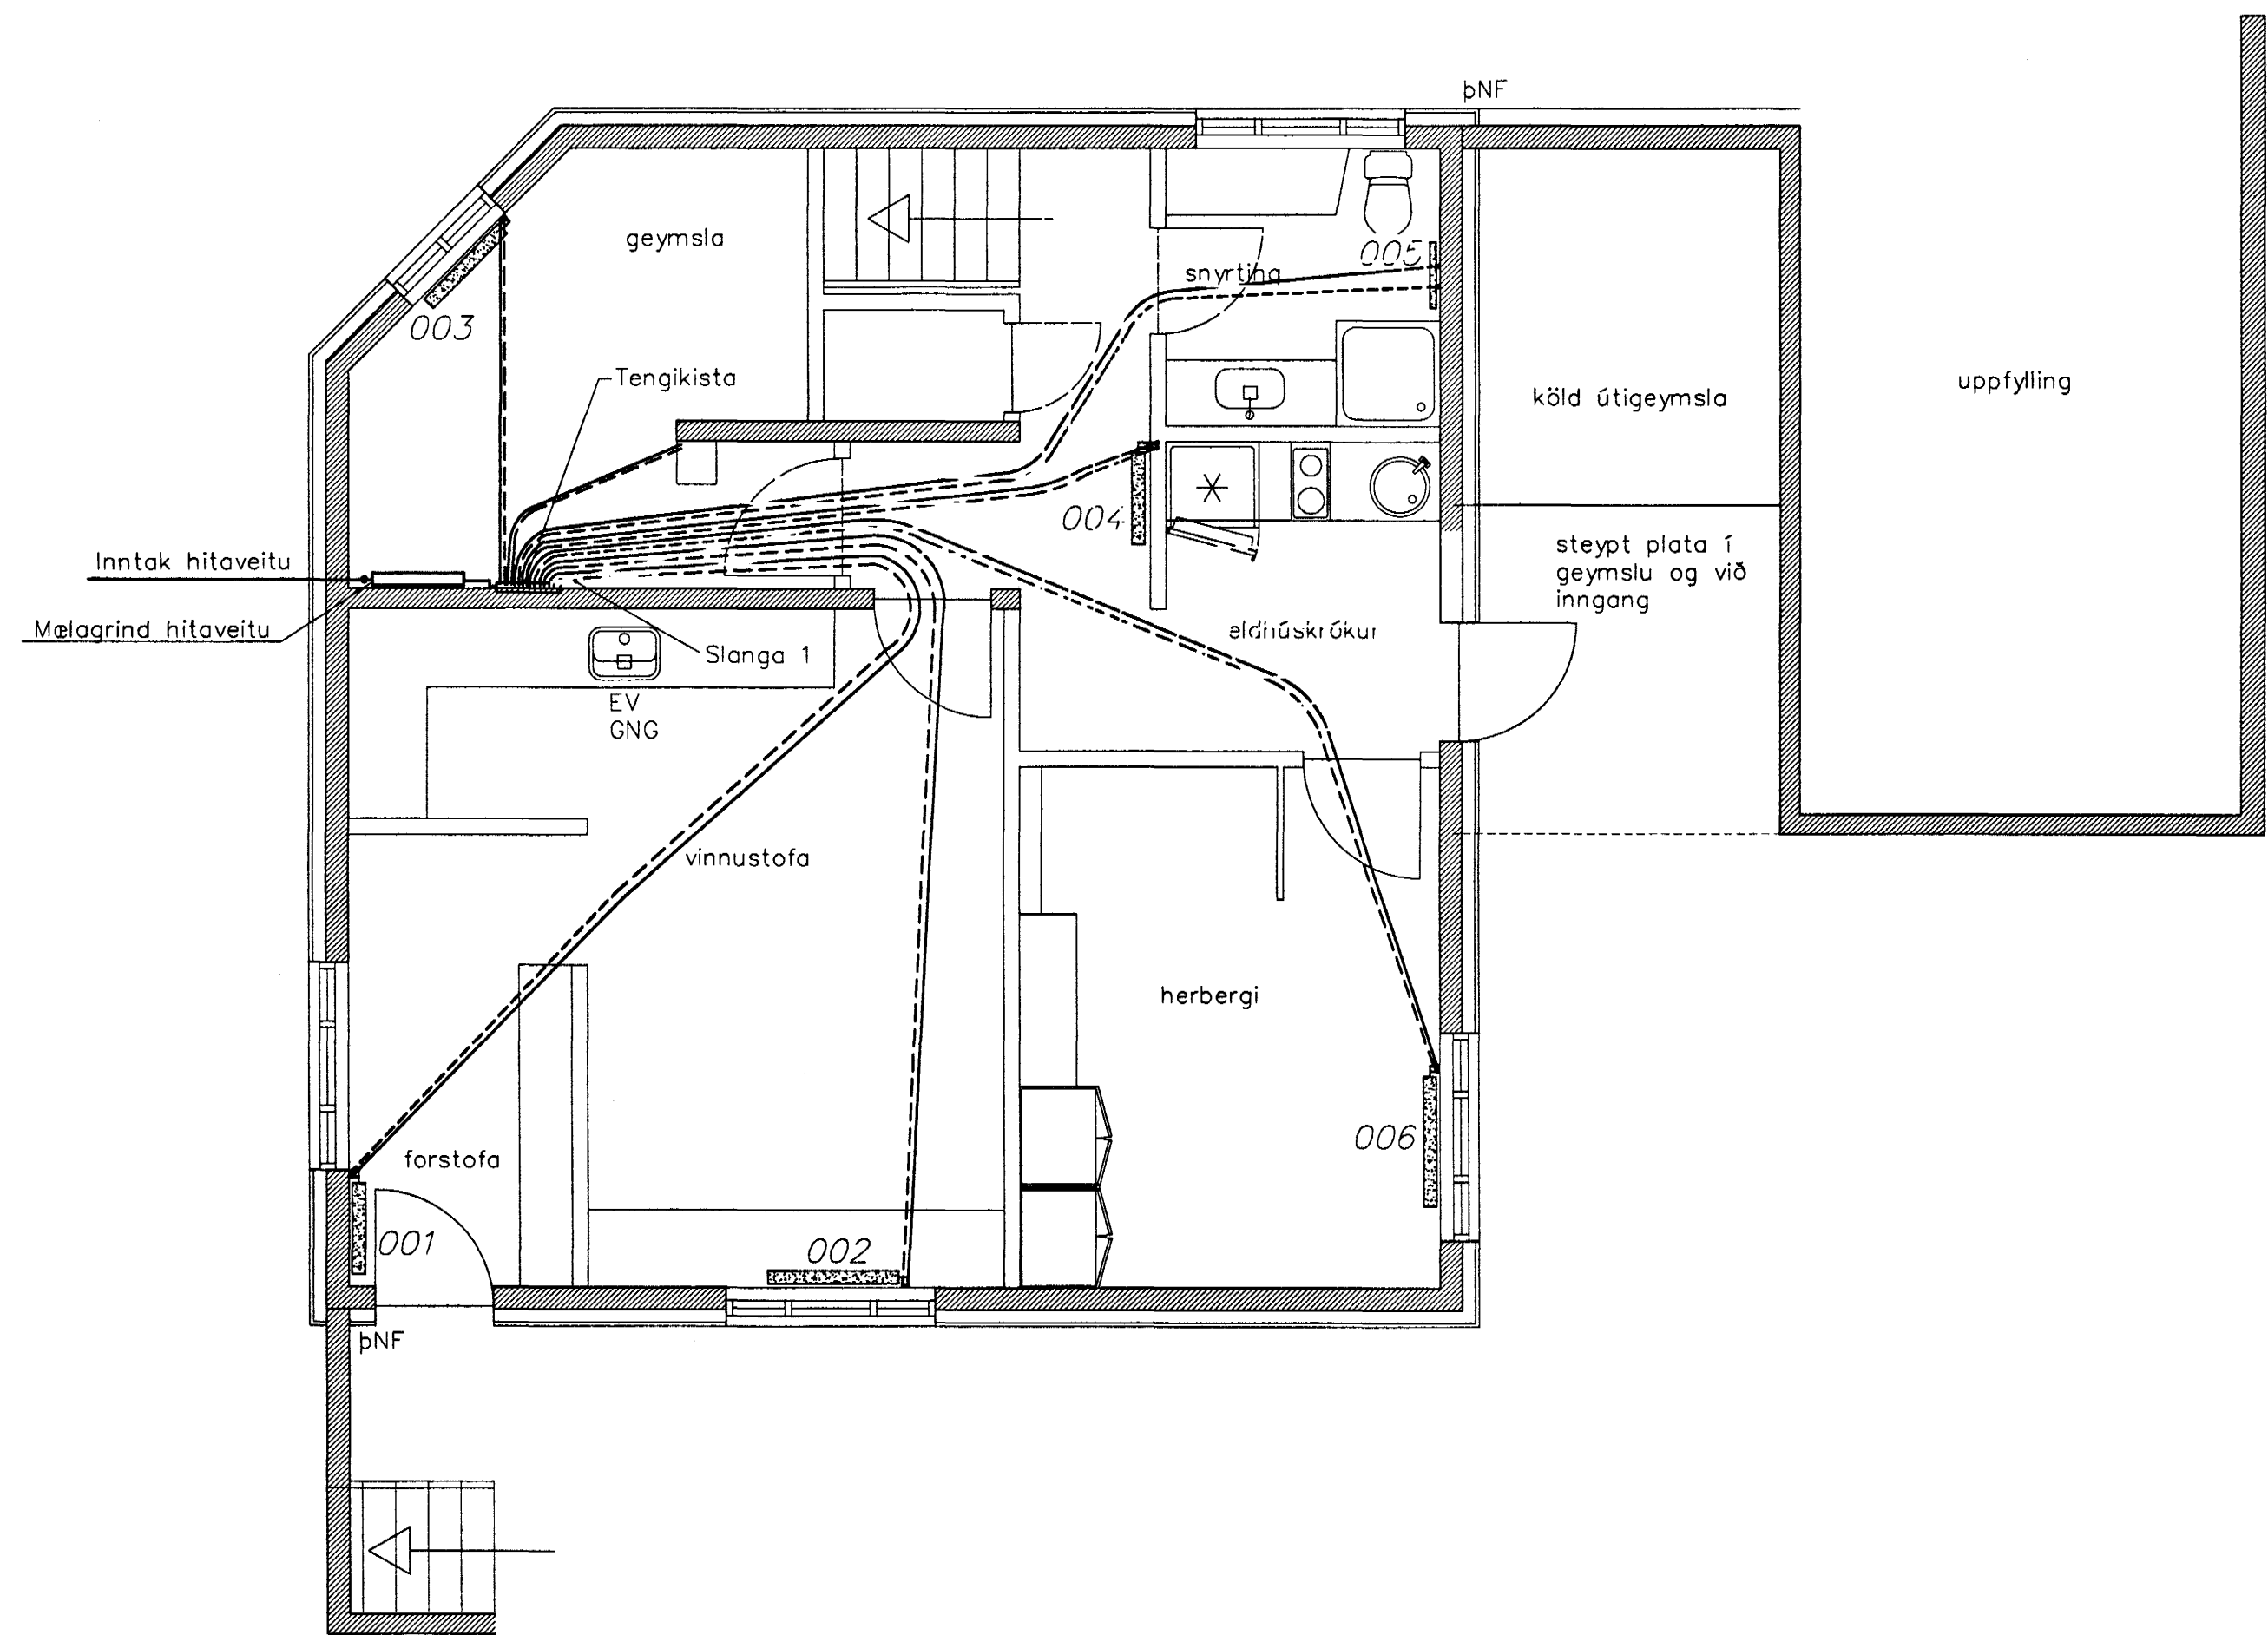 þNF
geymsla
005
snyrting
003
Tengikista
köld útigeymsla
uppfylling
004
Inntak hitaveitu
steypt plata í
geymslu og við
inngang
Mælagrind hitaveitu
eldhúskrókur
Slanga 1
EV
GNG
vinnustofa
herbergi
006
forstofa
001
002
þNF